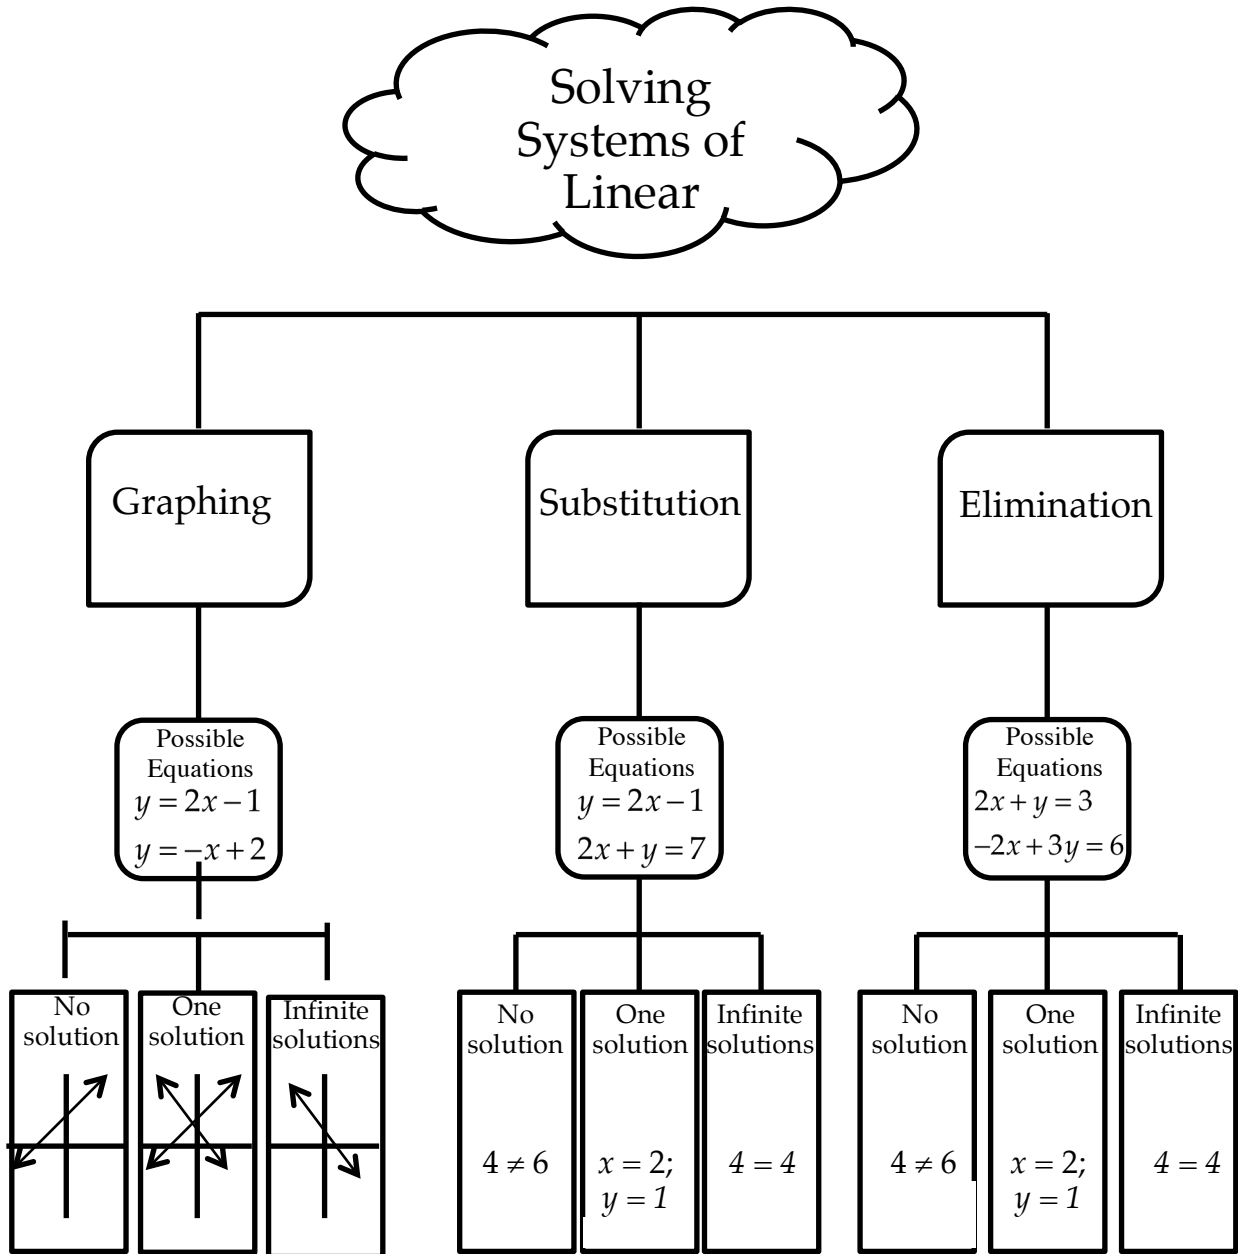 Solving
Systems of
Linear
Graphing
Substitution
Elimination
Possible
Equations
y = 2x − 1
y = −x + 2
Possible
Equations
y = 2x − 1
2x + y = 7
Possible
Equations
2x + y = 3
−2x + 3y = 6
No
solution
One
solution
Infinite
solutions
No
solution
4 ≠ 6
One
solution
x = 2;
y = 1
Infinite
solutions
4 = 4
No
solution
4 ≠ 6
One
solution
x = 2;
y = 1
Infinite
solutions
4 = 4